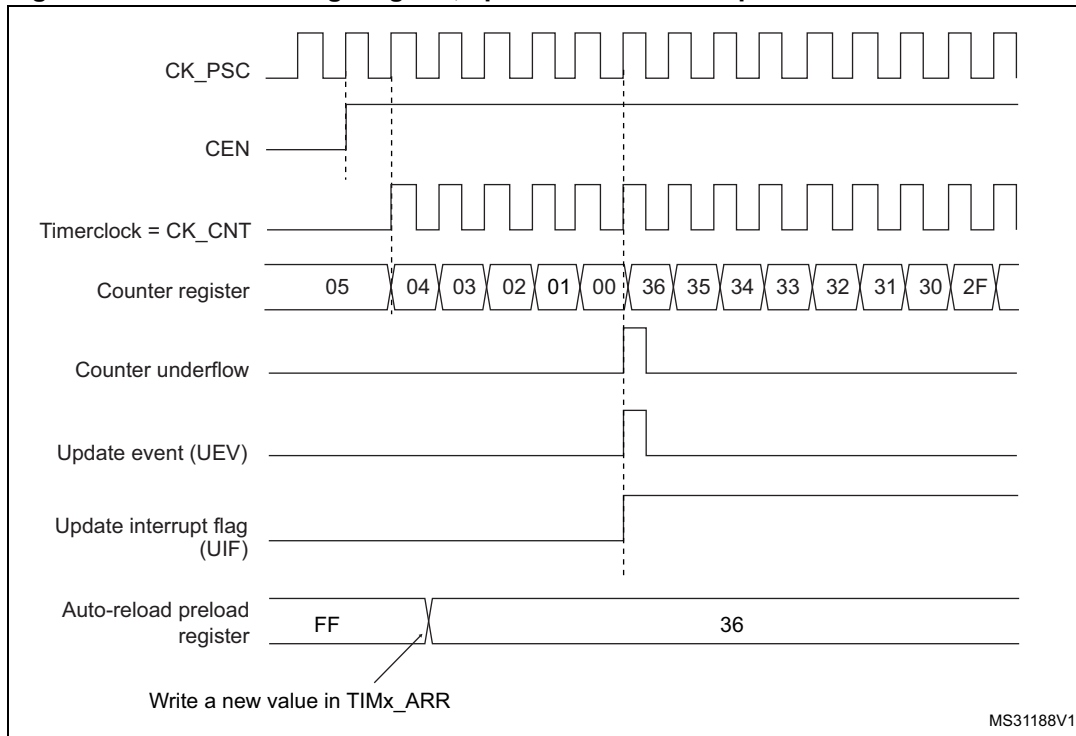 CK_PSC
CEN
Timerclock = CK_CNT
Counter register 05 04 03 02 01 00 36 35 34 33 32 31 30 2F
Counter underflow
Update event (UEV)
Update interrupt flag
(UIF)
Auto-reload preload
register
FF 36
Write a new value in TIMx_ARR
MS31188V1